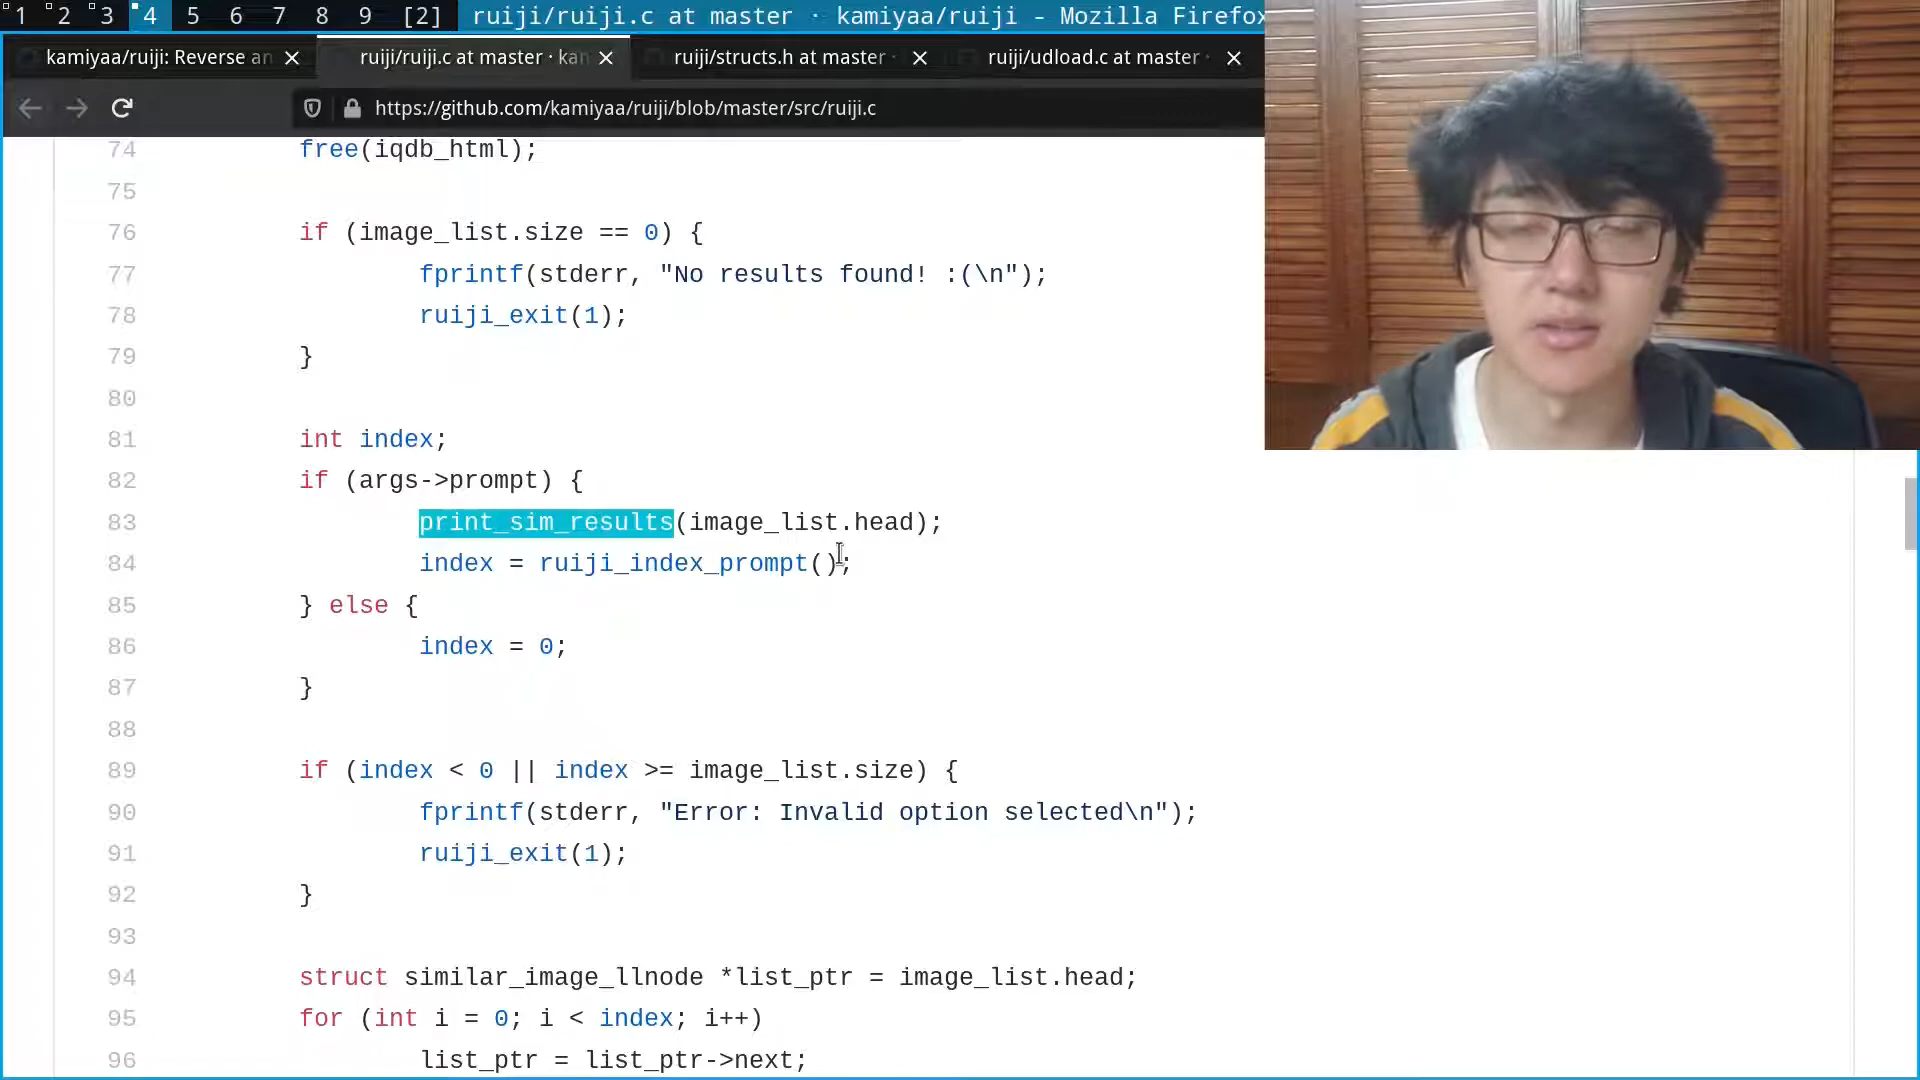 1 2 3 4 5 6 7 8 9 [2] ruiji/ruiji.c at master · kamiyaa/ruiji - Mozilla Firefox
kamiyaa/ruiji: Reverse an ruiji/ruiji.c at master · kan ruiji/structs.h at master · ruiji/udload.c at master ·
https://github.com/kamiyaa/ruiji/blob/master/src/ruiji.c
74 free(iqdb_html);
75
76 if (image_list.size == 0) {
77 fprintf(stderr, "No results found! :(\n");
78 ruiji_exit(1);
79 }
80
81 int index;
82 if (args->prompt) {
83 print_sim_results(image_list.head);
84 index = ruiji_index_prompt();
85 } else {
86 index = 0;
87 }
88
89 if (index < 0 || index >= image_list.size) {
90 fprintf(stderr, "Error: Invalid option selected\n");
91 ruiji_exit(1);
92 }
93
94 struct similar_image_llnode *list_ptr = image_list.head;
95 for (int i = 0; i < index; i++)
96 list_ptr = list_ptr->next;